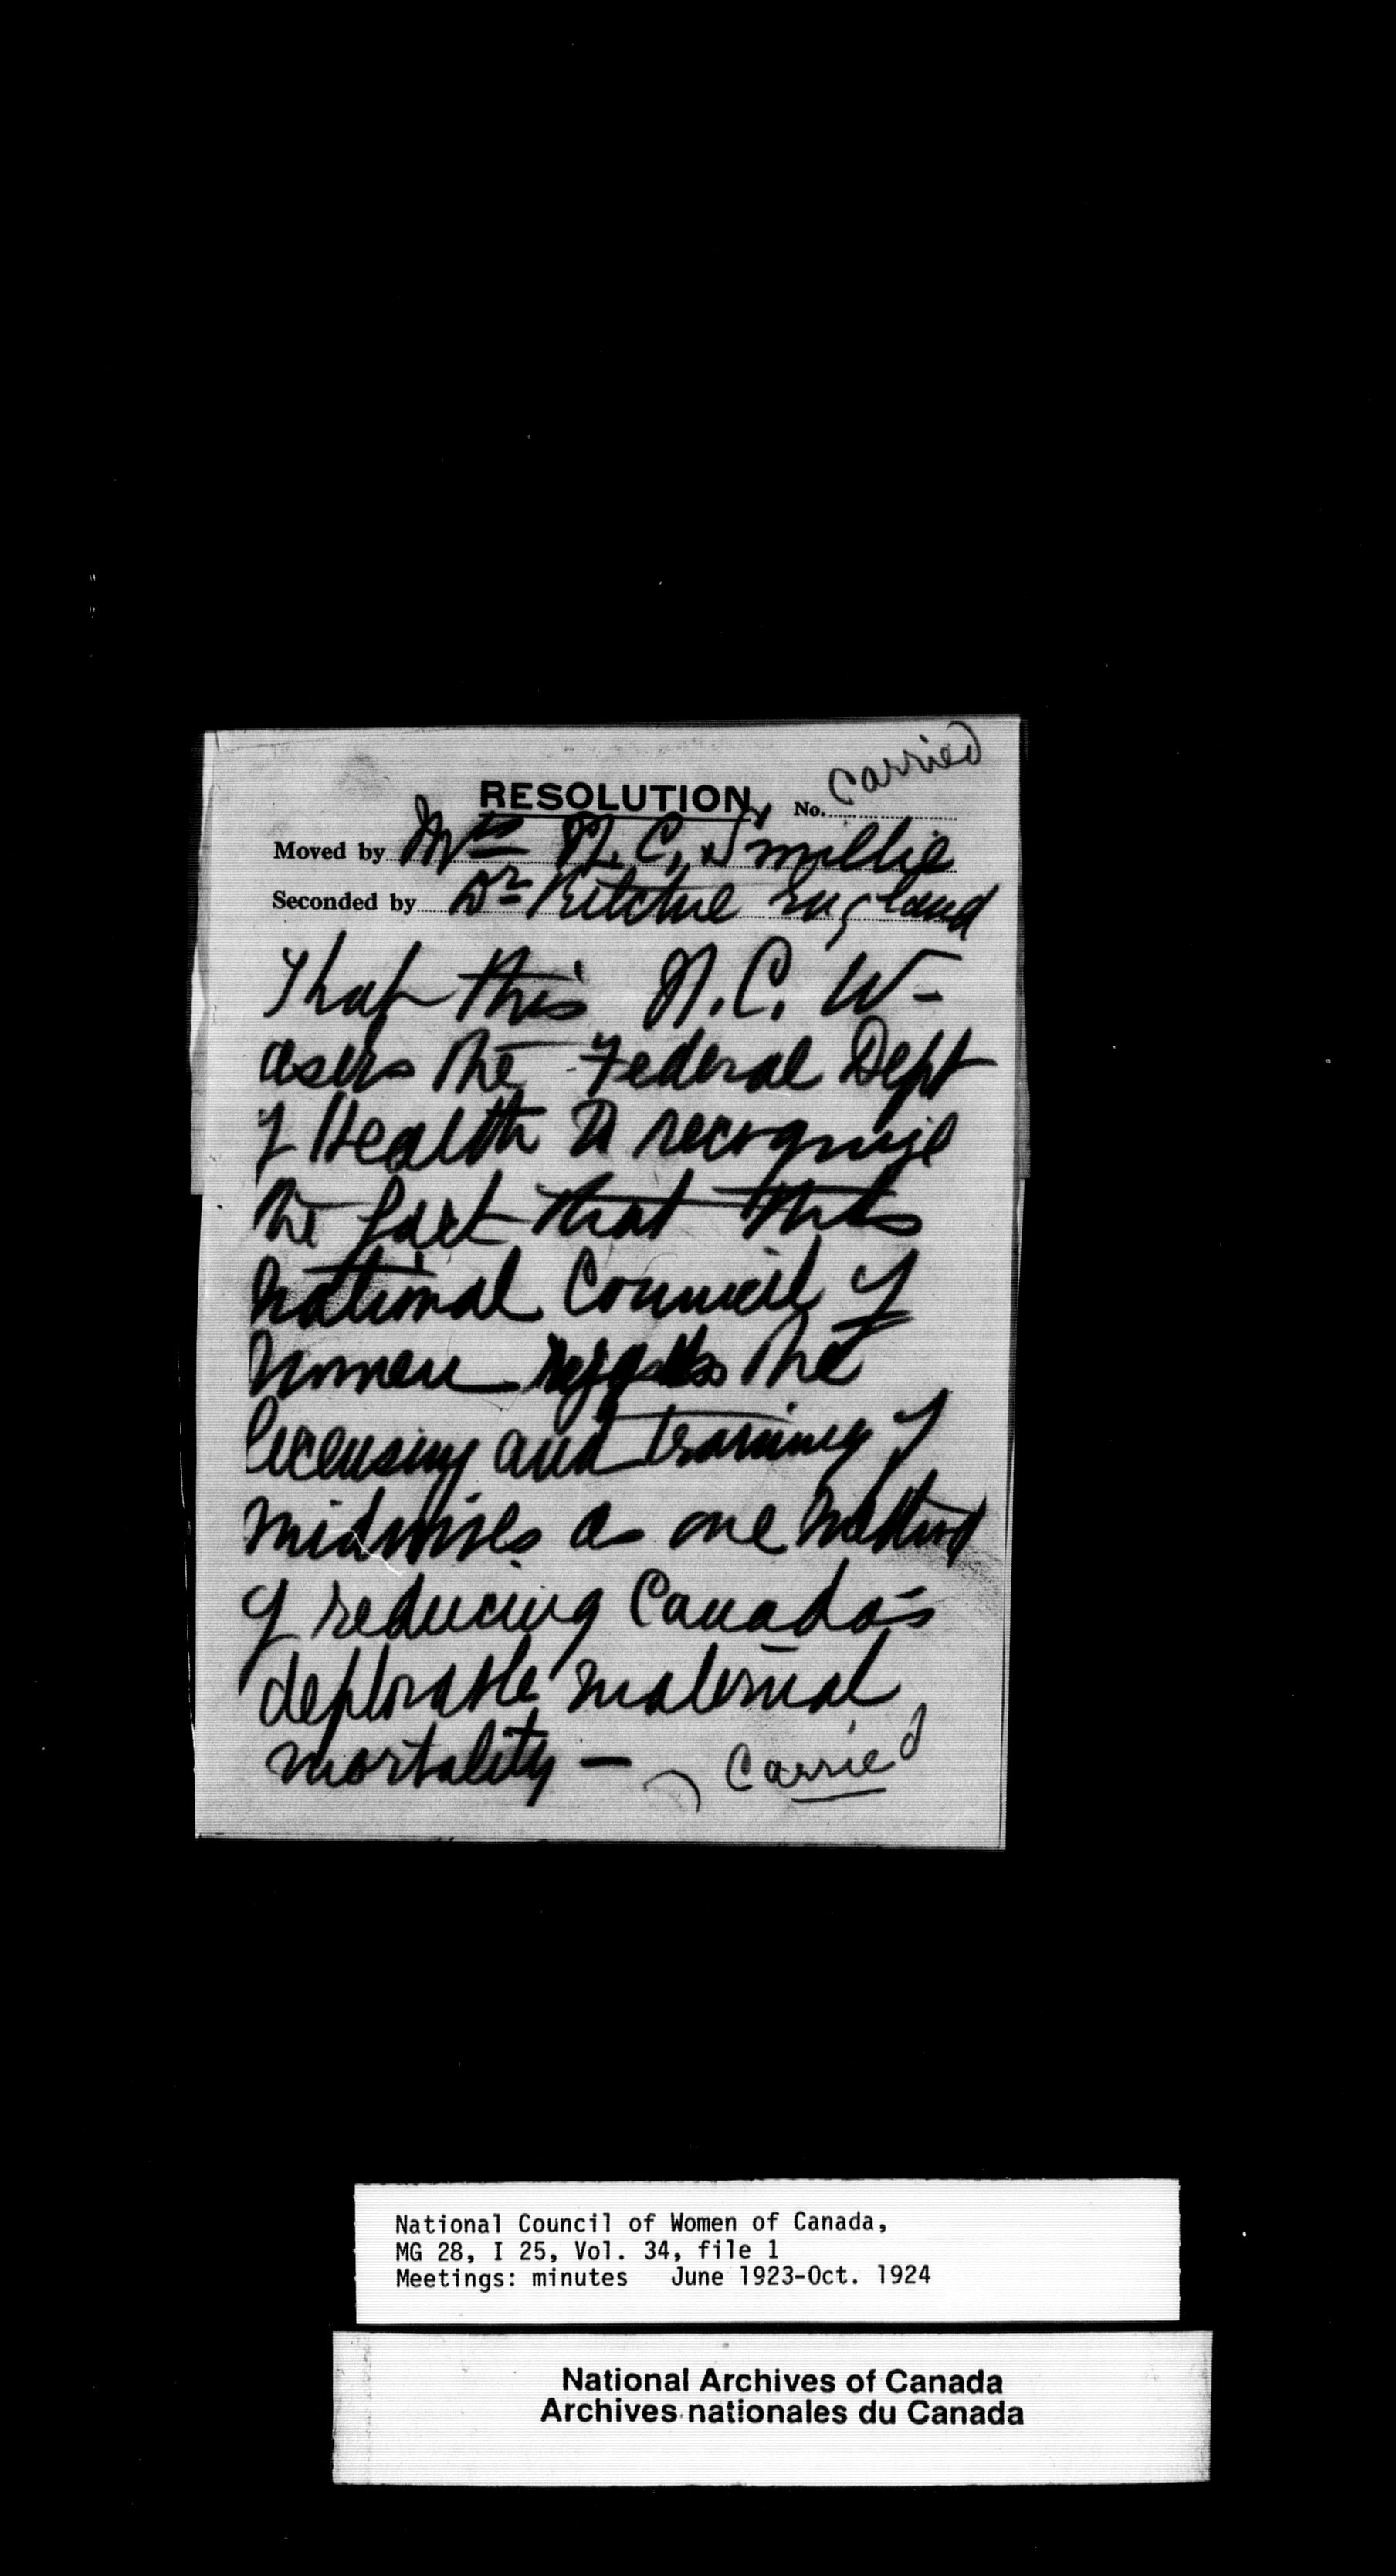 carried
RESOLUTION No.
Moved by Mrs N. C. Smillie
Seconded by Dr Ritchie England
That this N. C. W-
asks the Federal Dept
of Health to recognize
the fact that this
National Council of
Women regards the
licensing and training of
midwives as one method
of reducing Canada's
deplorable maternal
mortality — Carried
National Council of Women of Canada,
MG 28, I 25, Vol. 34, file 1
Meetings: minutes June 1923-Oct. 1924
National Archives of Canada
Archives nationales du Canada